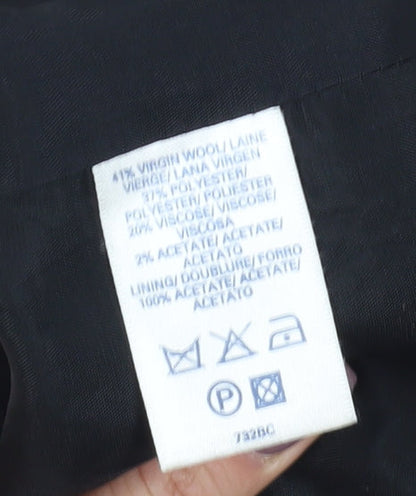 41% VIRGIN WOOL/LAINE
VIERGE/LANA VIRGEN
37% POLYESTER/
POLYESTER/POLIESTER
20% VISCOSE/VISCOSE/
VISCOSA
2% ACETATE/ACETATE/
ACETATO
LINING/DOUBLURE/FORRO
100% ACETATE/ACETATE/
ACETATO
P
732BC